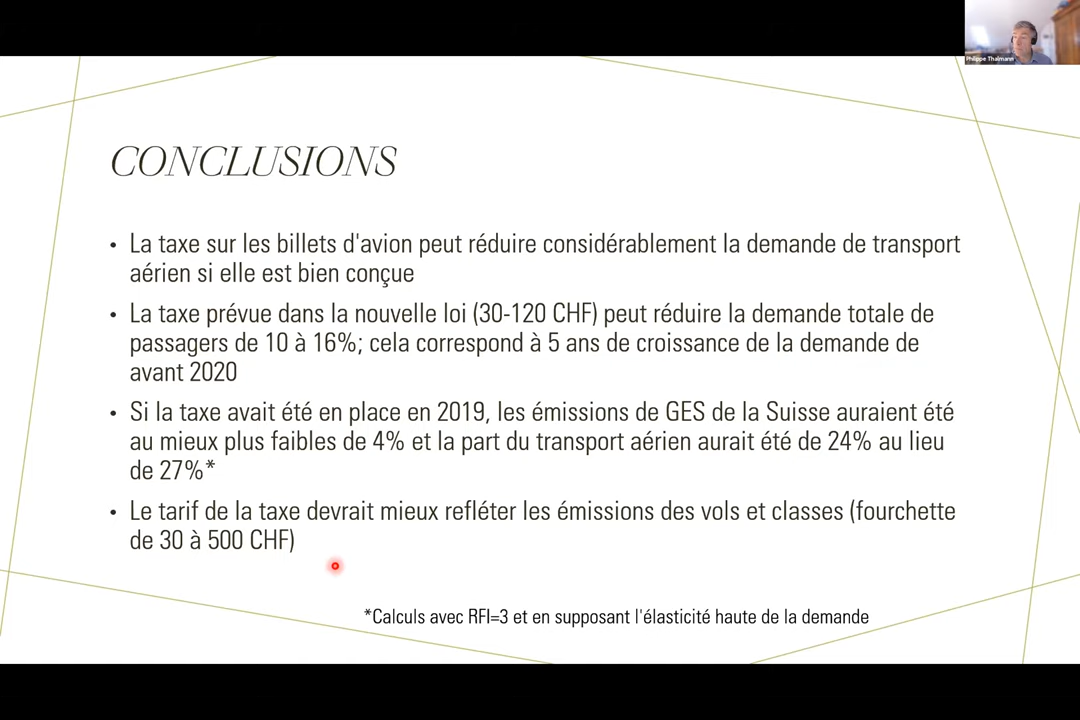 Philippe Thalmann
CONCLUSIONS
• La taxe sur les billets d'avion peut réduire considérablement la demande de transport
aérien si elle est bien conçue
• La taxe prévue dans la nouvelle loi (30-120 CHF) peut réduire la demande totale de
passagers de 10 à 16%; cela correspond à 5 ans de croissance de la demande de
avant 2020
• Si la taxe avait été en place en 2019, les émissions de GES de la Suisse auraient été
au mieux plus faibles de 4% et la part du transport aérien aurait été de 24% au lieu
de 27%*
• Le tarif de la taxe devrait mieux refléter les émissions des vols et classes (fourchette
de 30 à 500 CHF)
*Calculs avec RFI=3 et en supposant l'élasticité haute de la demande